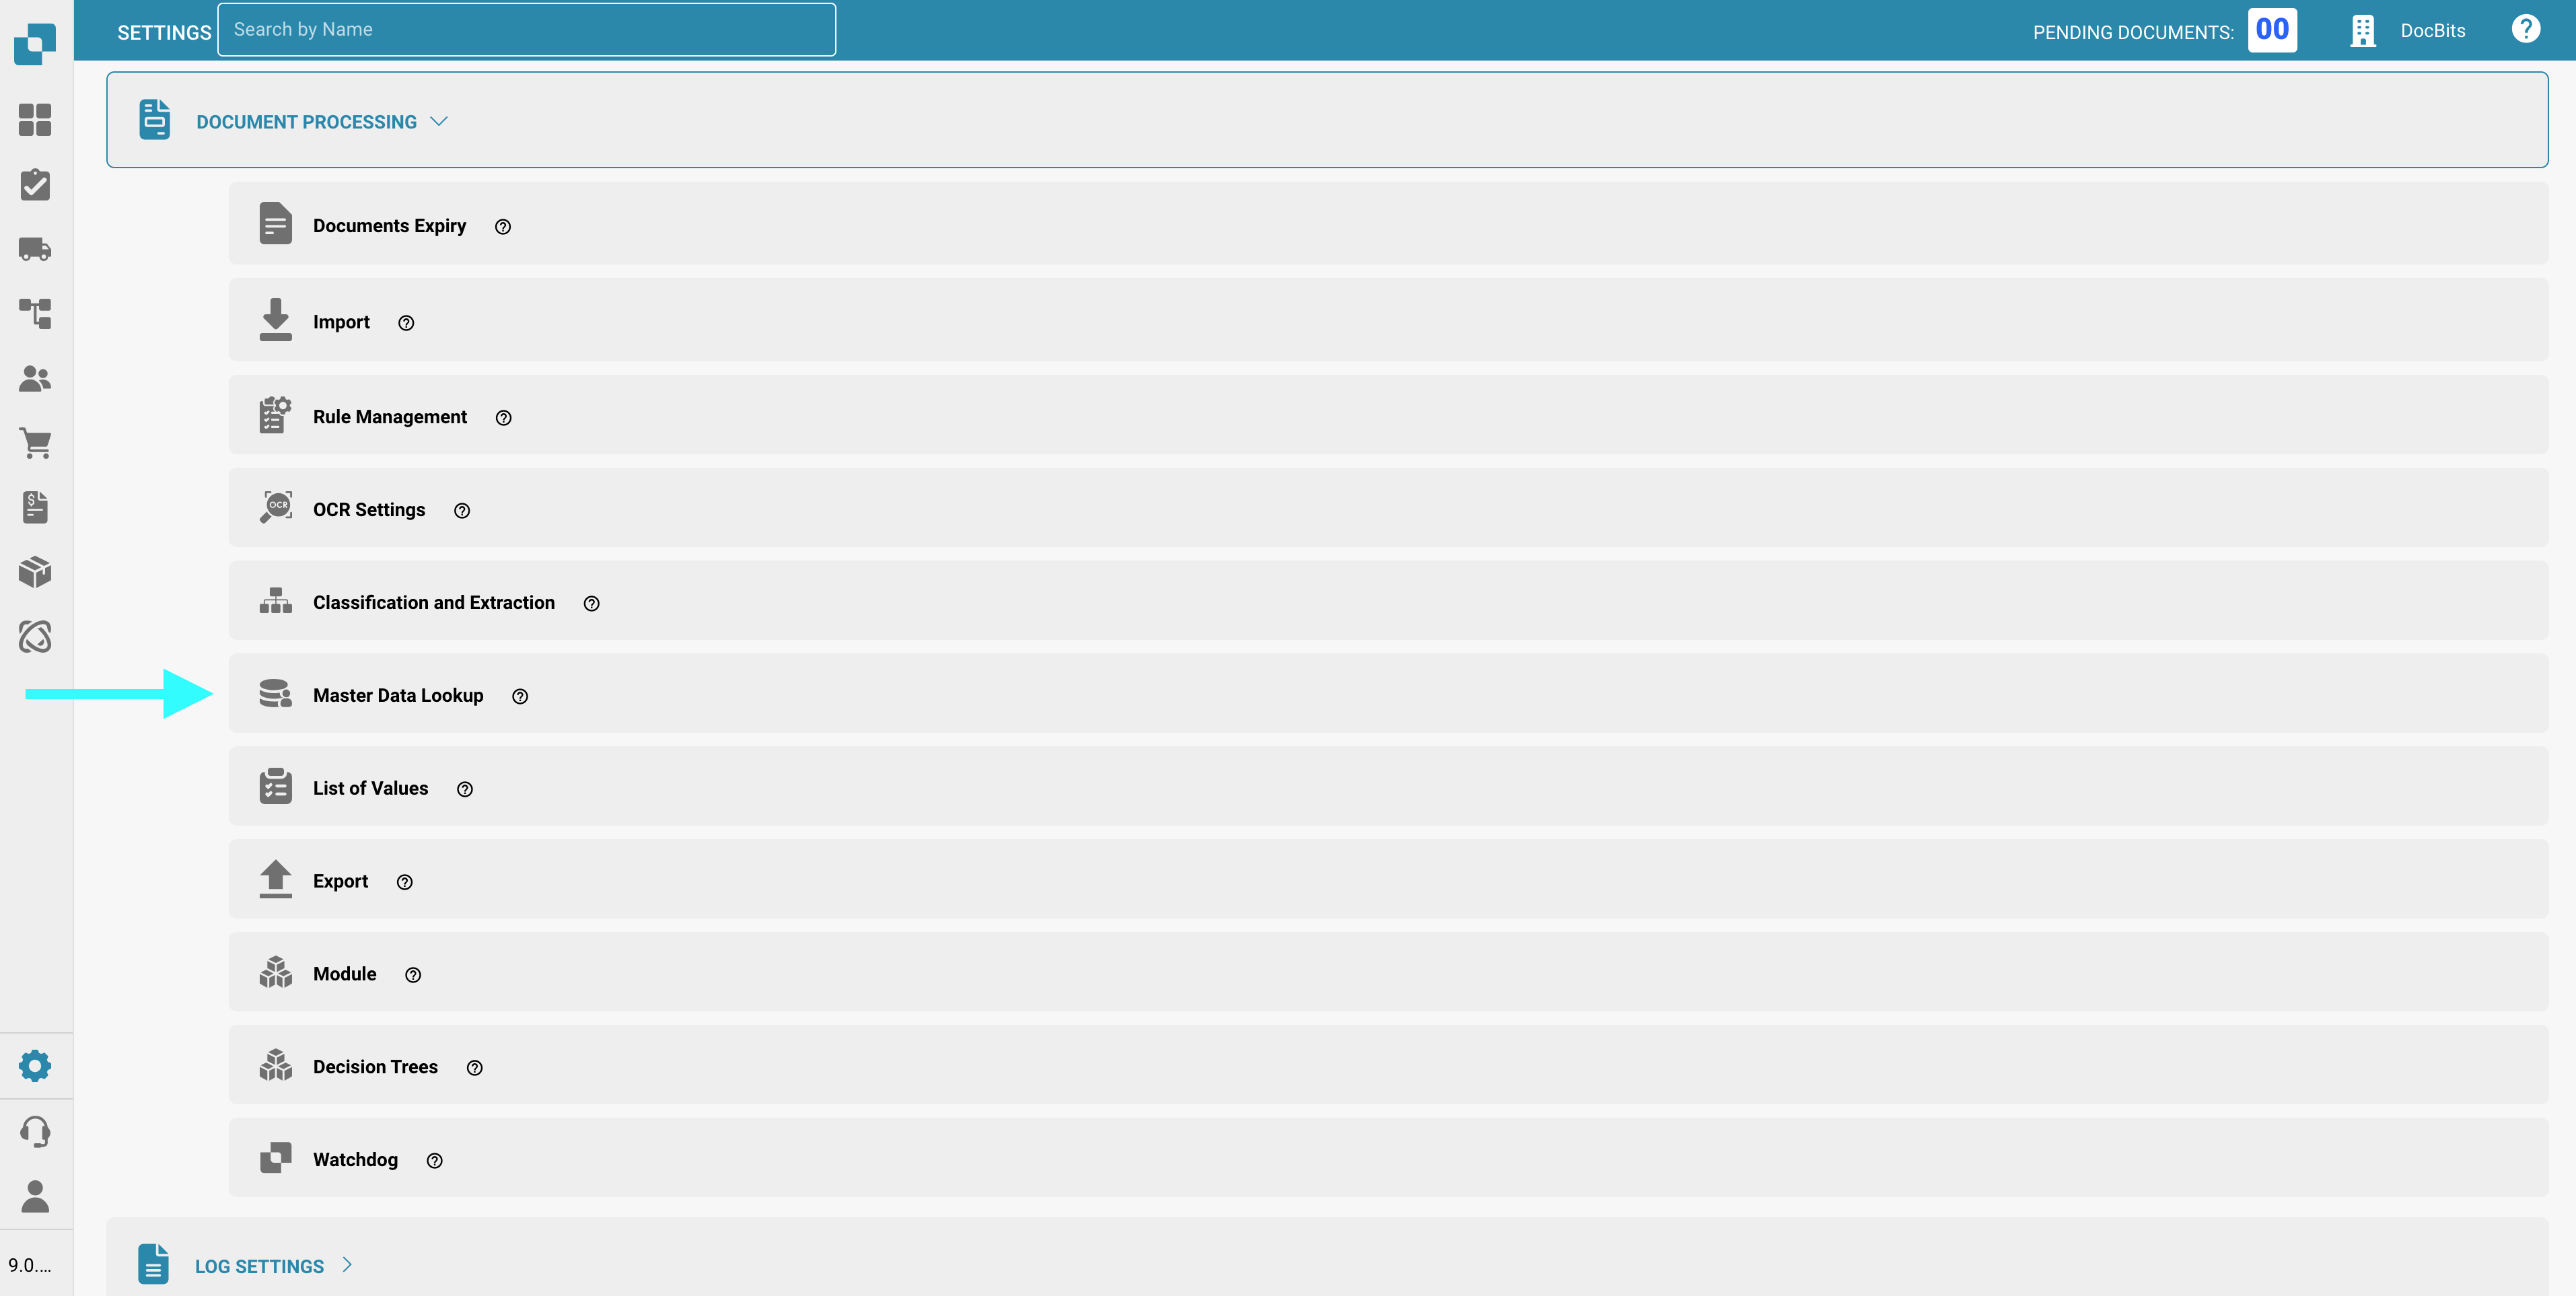 SETTINGS
Search by Name
PENDING DOCUMENTS: 00
DocBits
DOCUMENT PROCESSING
Documents Expiry
Import
Rule Management
OCR
OCR Settings
Classification and Extraction
Master Data Lookup
List of Values
Export
Module
Decision Trees
Watchdog
LOG SETTINGS
9.0....